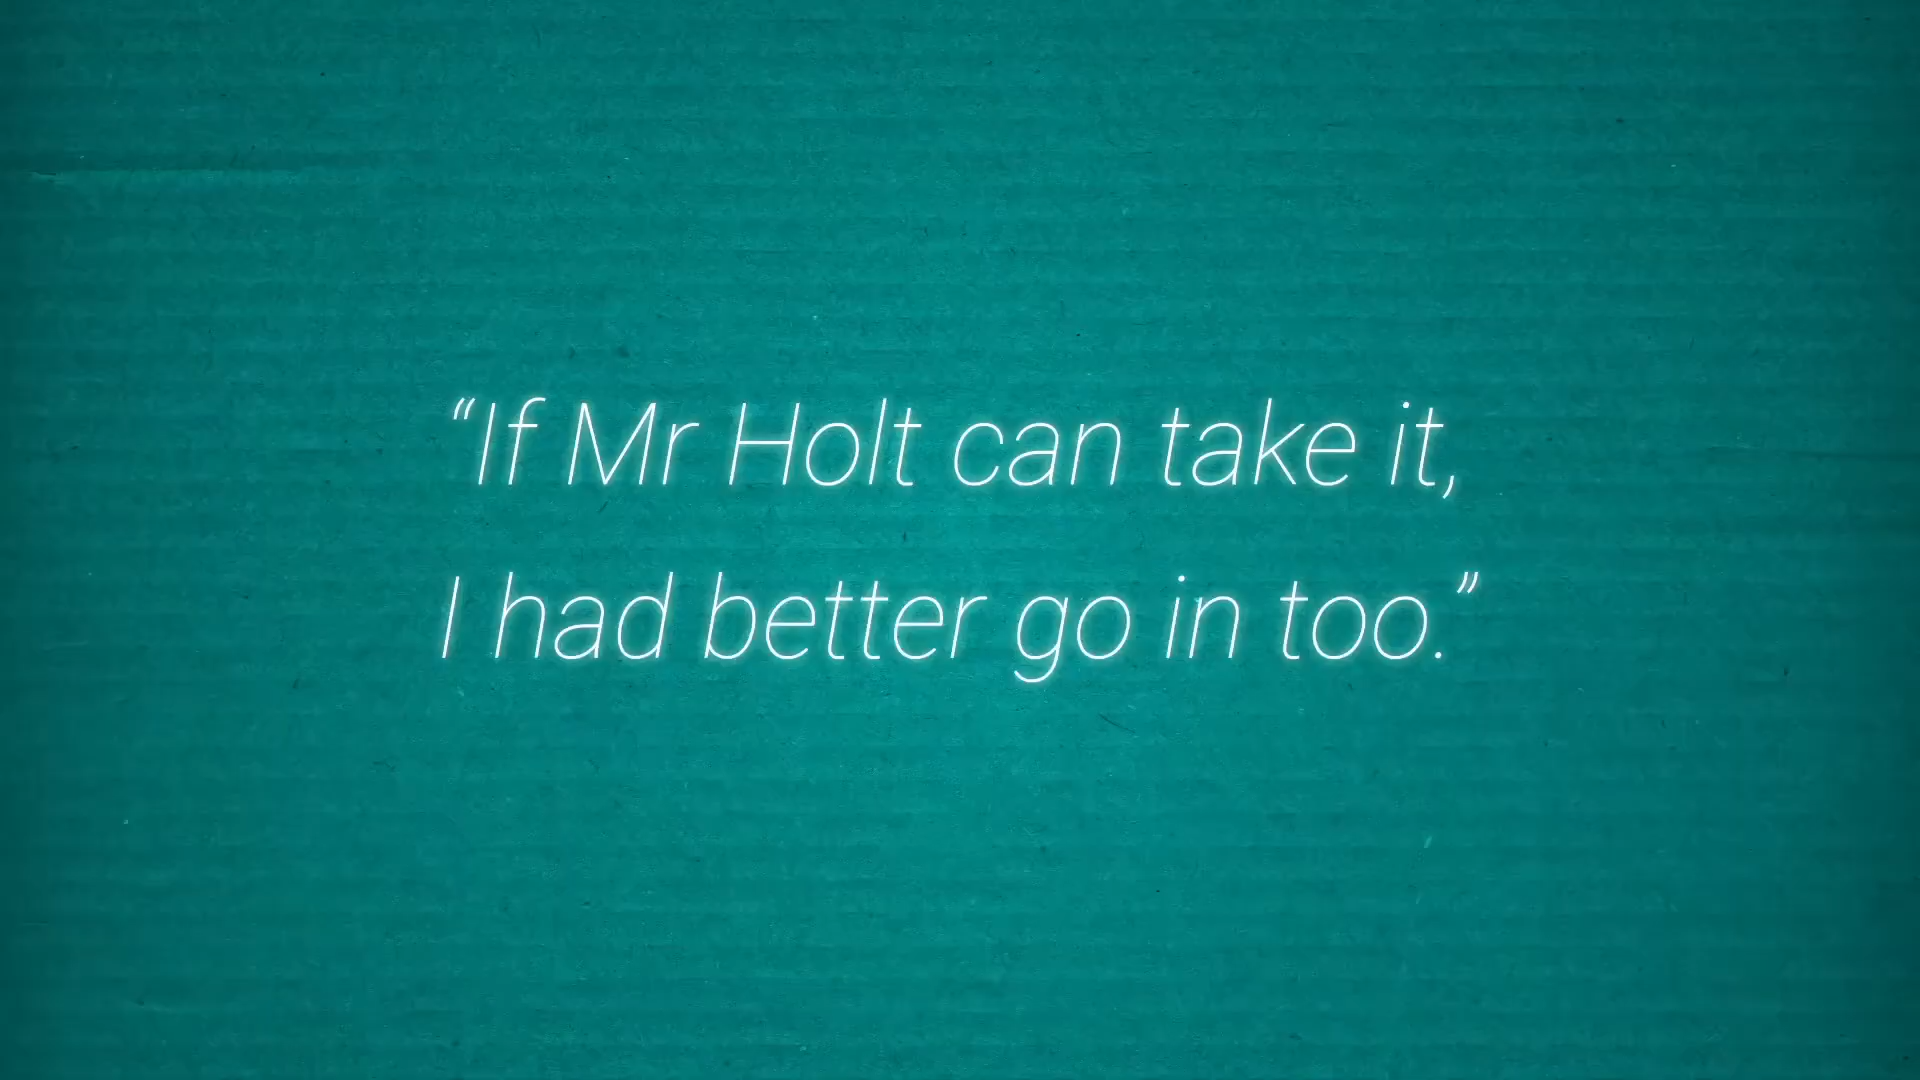 “If Mr Holt can take it,
I had better go in too.”